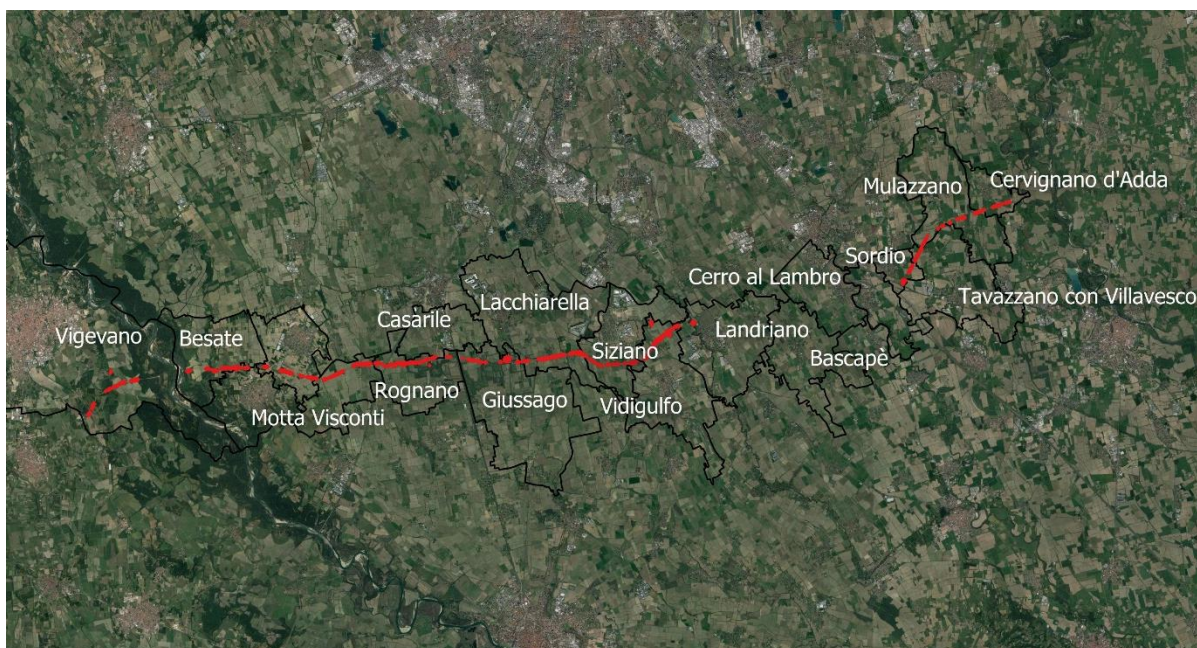 Mulazzano
Cervignano d'Adda
Sordio
Cerro al Lambro
Tavazzano con Villavesco
Lacchiarella
Casarile
Vigevano
Besate
Landriano
Siziano
Bascapè
Rognano
Giussago
Vidigulfo
Motta Visconti